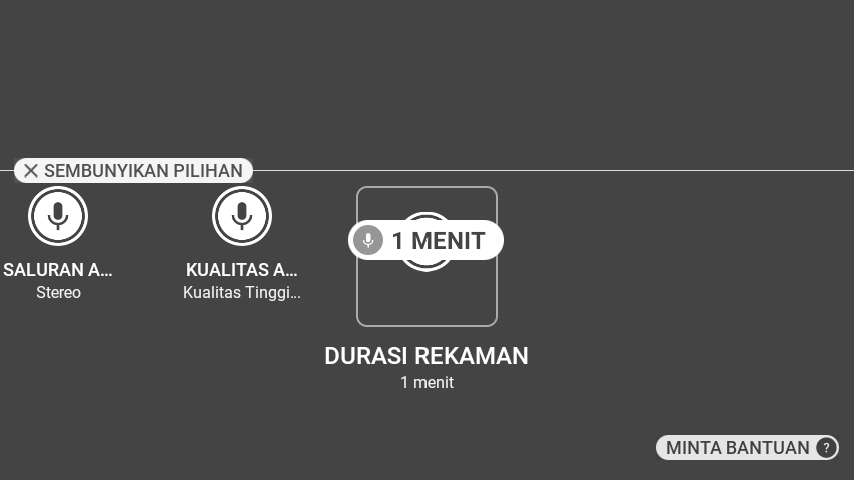 SEMBUNYIKAN PILIHAN
1 MENIT
SALURAN A...
Stereo
KUALITAS A...
Kualitas Tinggi...
DURASI REKAMAN
1 menit
MINTA BANTUAN ?